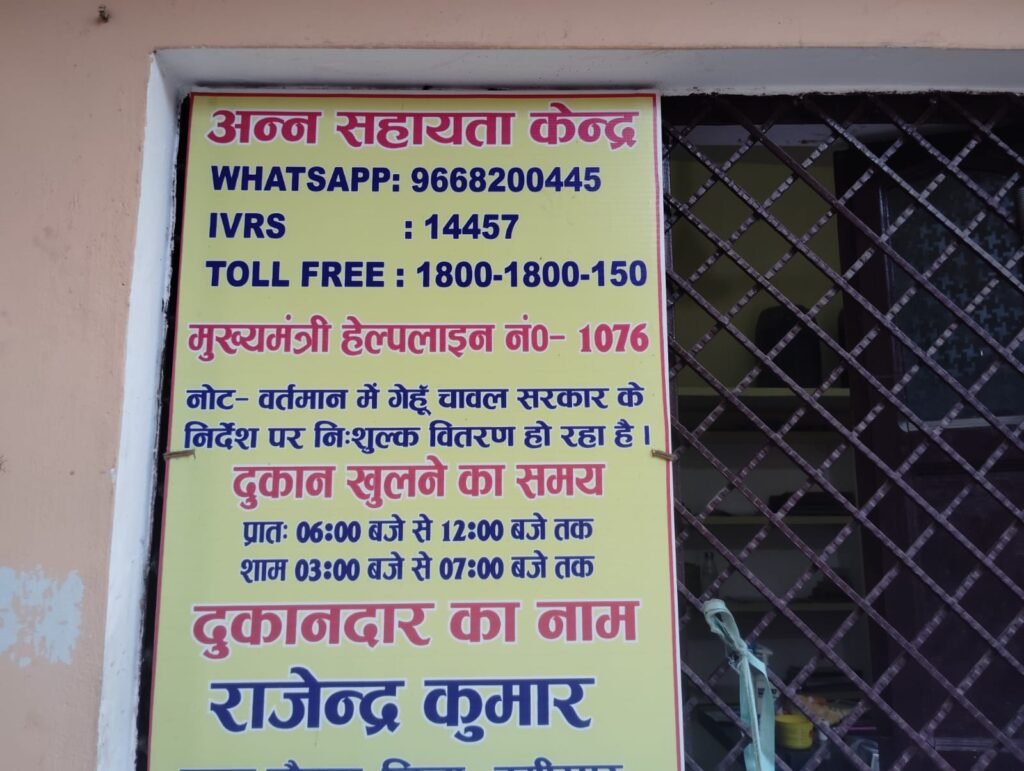 अन्न सहायता केन्द्र
WHATSAPP: 9668200445
IVRS : 14457
TOLL FREE : 1800-1800-150
मुख्यमंत्री हेल्पलाइन नं0- 1076
नोट- वर्तमान में गेहूॅ चावल सरकार के
निर्देश पर निःशुल्क वितरण हो रहा है।
दुकान खुलने का समय
प्रातः 06:00 बजे से 12:00 बजे तक
शाम 03:00 बजे से 07:00 बजे तक
दुकानदार का नाम
राजेन्द्र कुमार